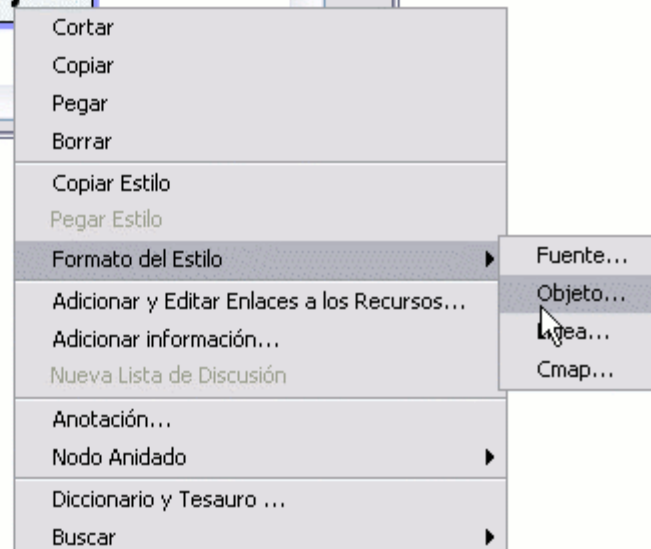 Cortar
Copiar
Pegar
Borrar
Copiar Estilo
Pegar Estilo
Formato del Estilo
Fuente...
Objeto...
Línea...
Cmap...
Adicionar y Editar Enlaces a los Recursos...
Adicionar información...
Nueva Lista de Discusión
Anotación...
Nodo Anidado
Diccionario y Tesauro ...
Buscar